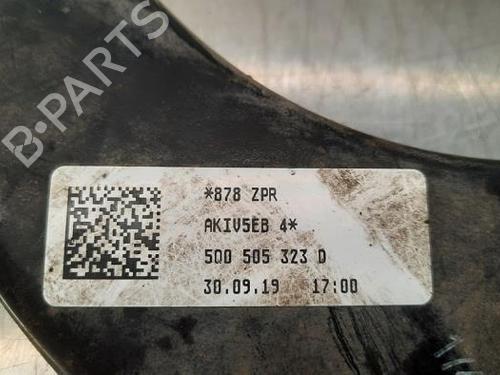 B-PARTS
*878 ZPR
AKIV5EB 4*
5Q0 505 323 D
30.09.19 17:00